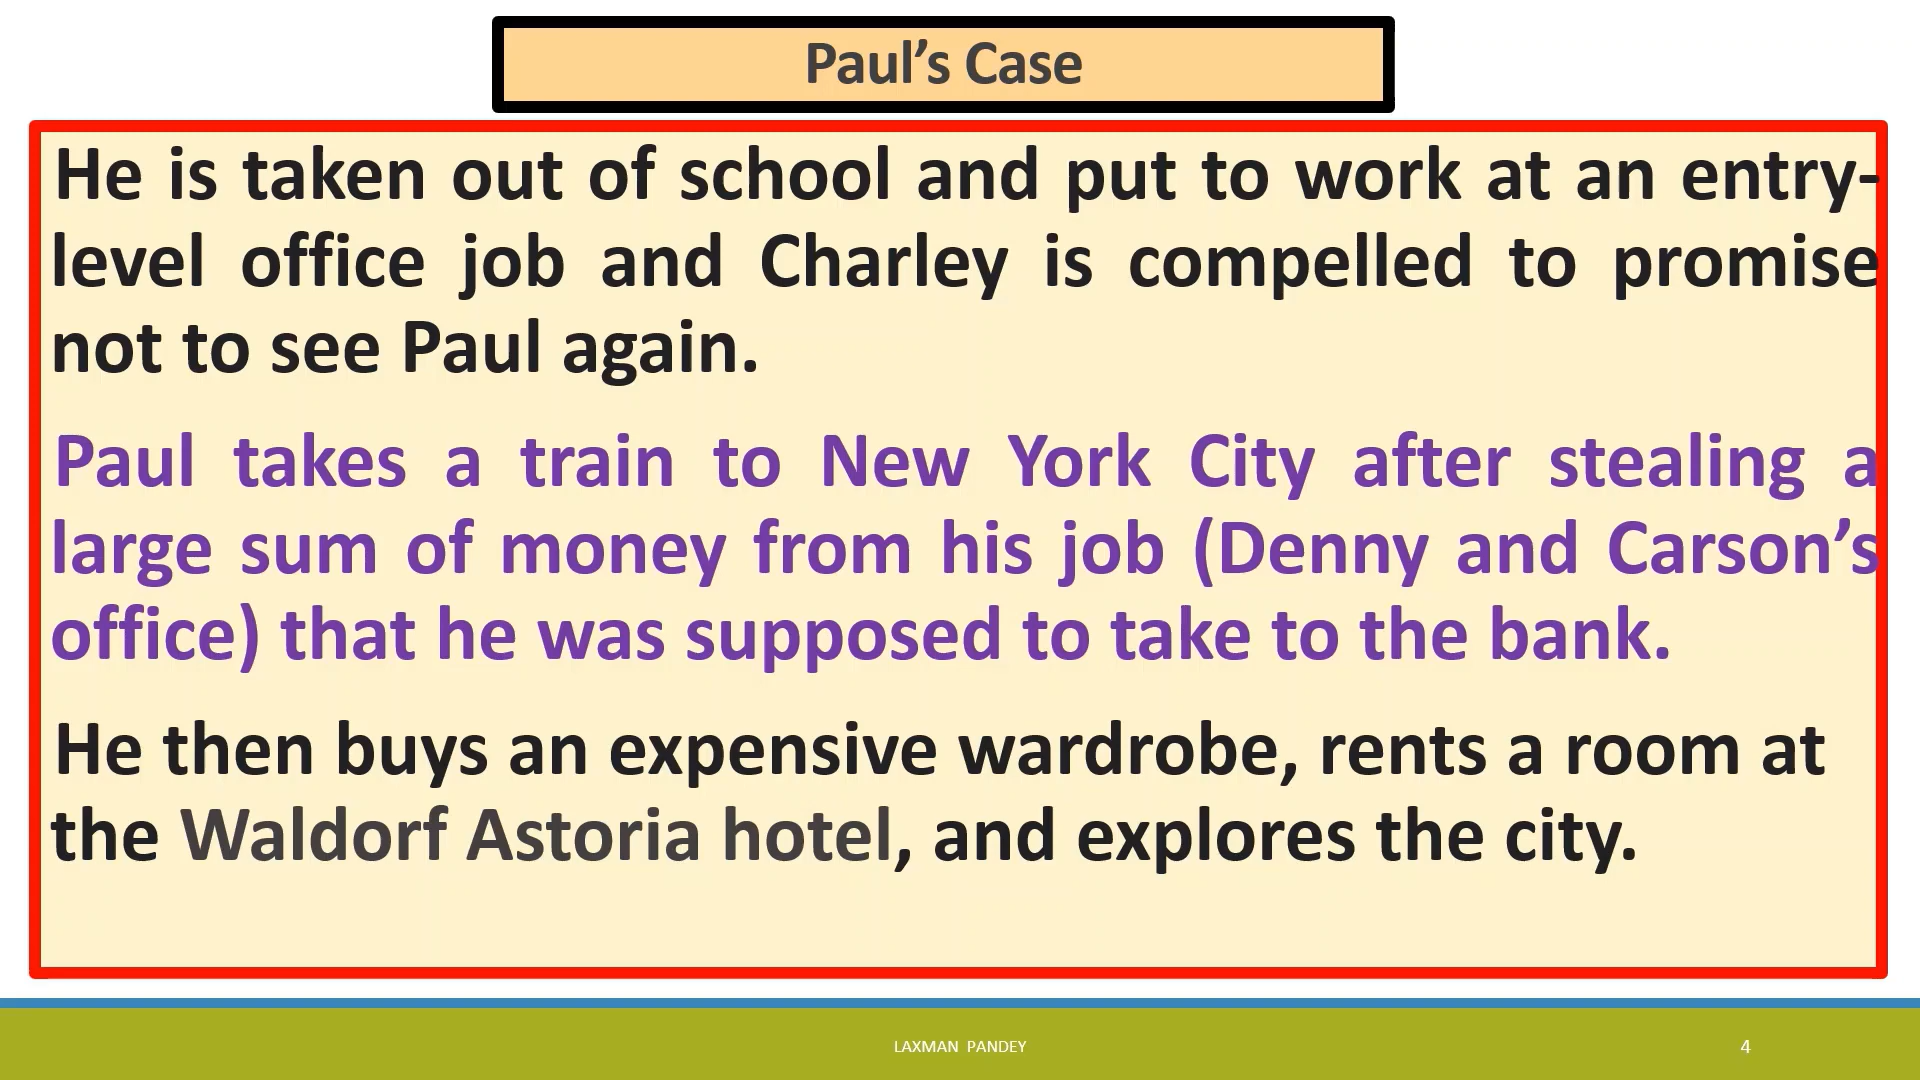 Paul’s Case
He is taken out of school and put to work at an entry-
level office job and Charley is compelled to promise
not to see Paul again.
Paul takes a train to New York City after stealing a
large sum of money from his job (Denny and Carson’s
office) that he was supposed to take to the bank.
He then buys an expensive wardrobe, rents a room at
the Waldorf Astoria hotel, and explores the city.
LAXMAN PANDEY
4